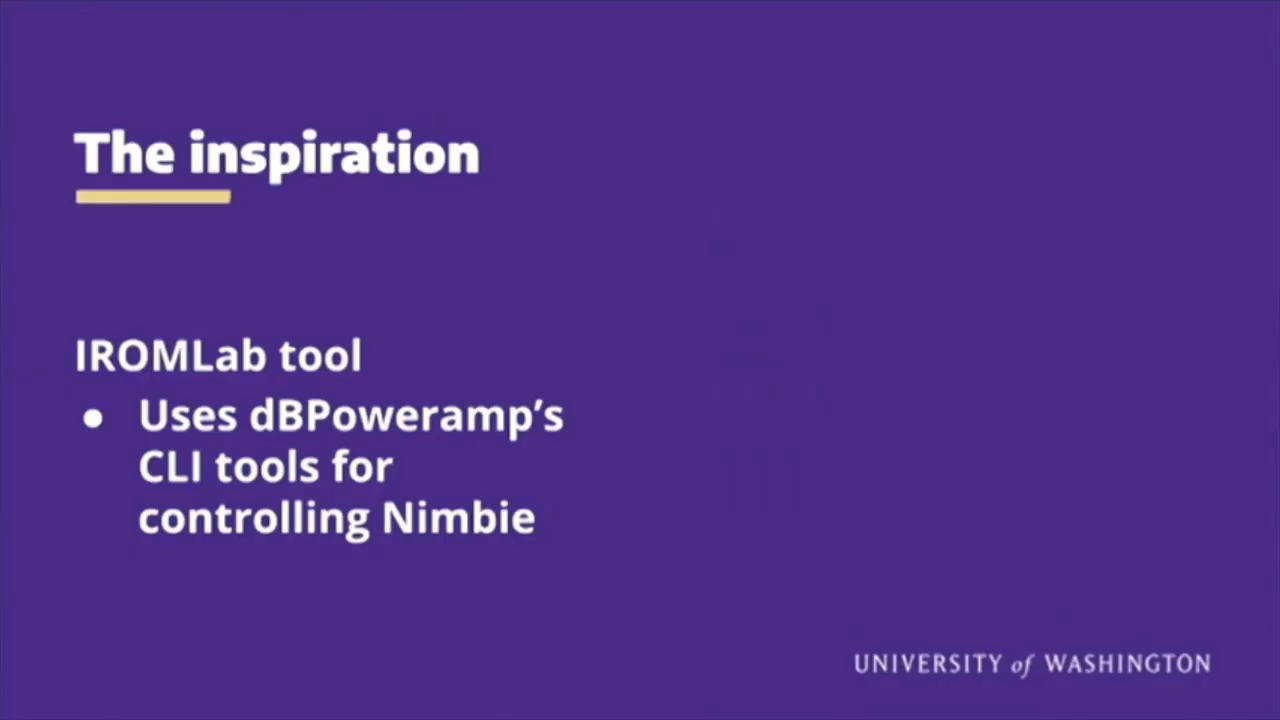 The inspiration
IROMLab tool
● Uses dBPoweramp’s
CLI tools for
controlling Nimbie
UNIVERSITY of WASHINGTON